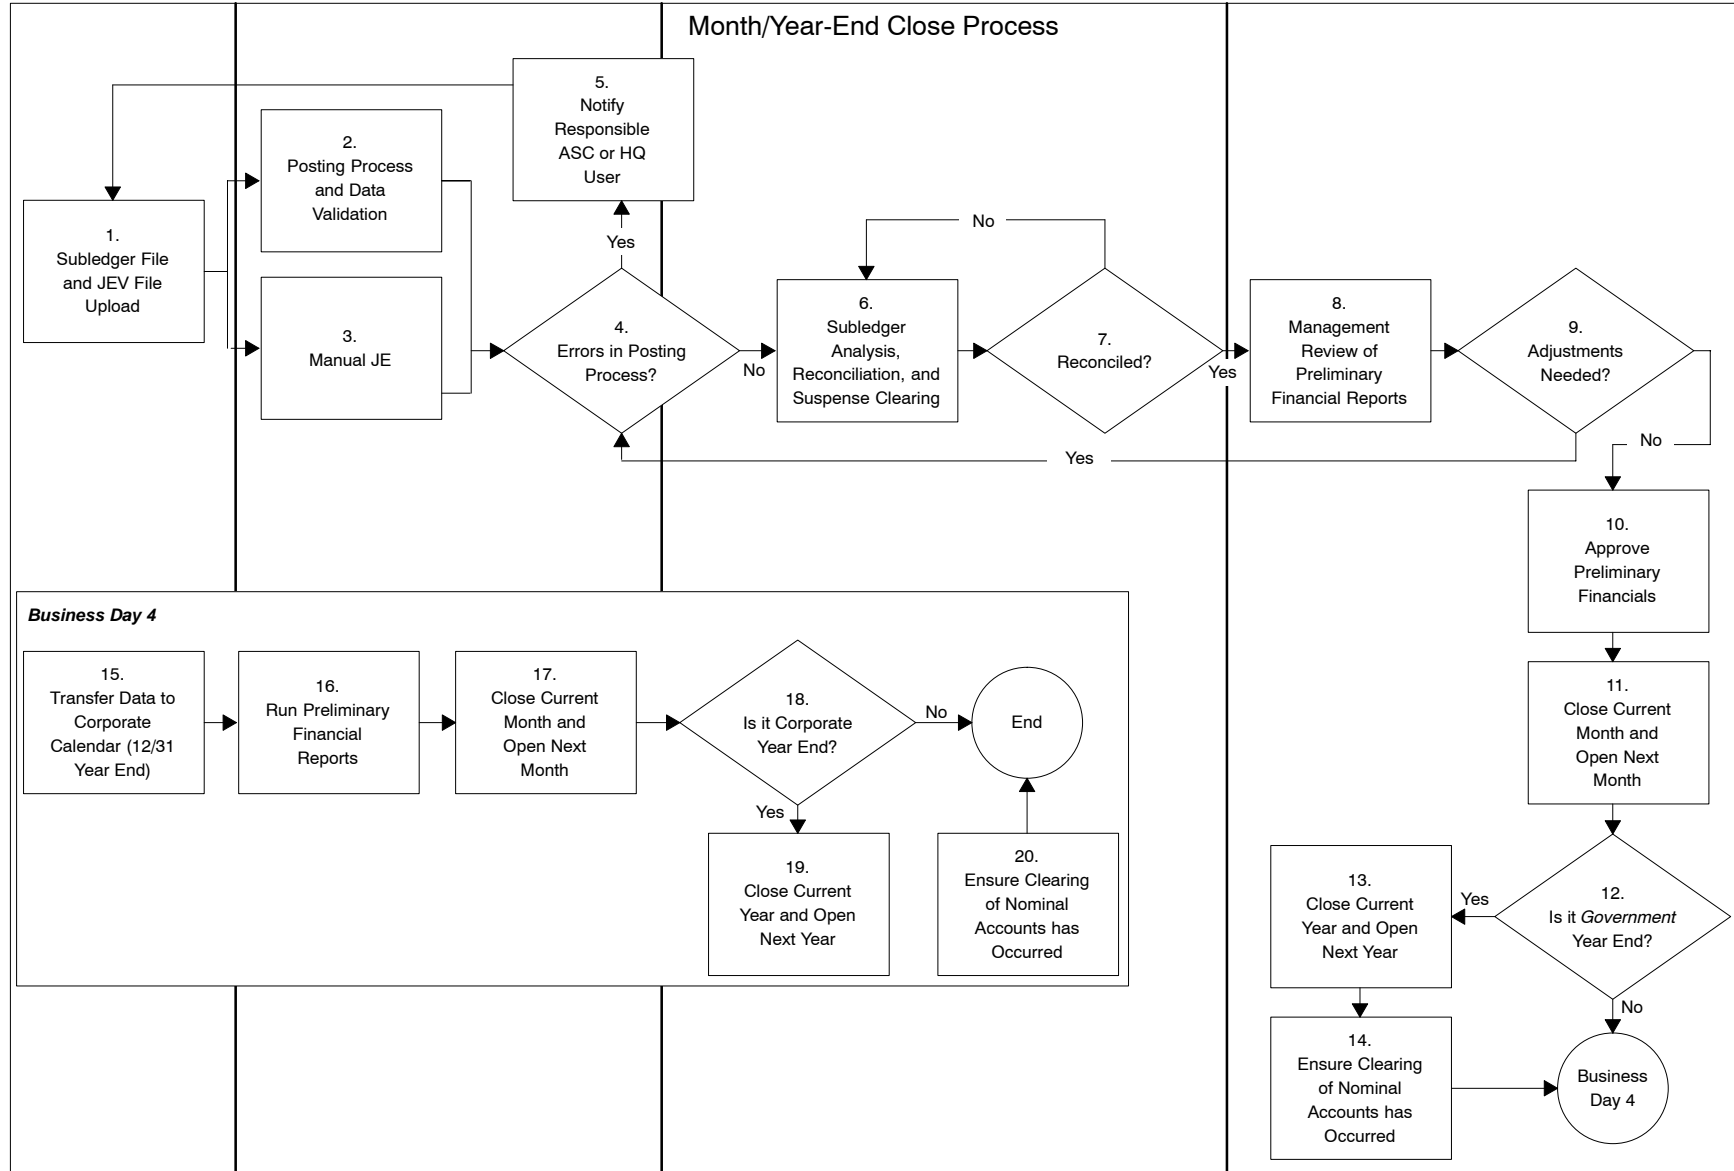 Month/Year-End Close Process
5.
Notify
Responsible
ASC or HQ
User
2.
Posting Process
and Data
Validation
1.
Subledger File
and JEV File
Upload
3.
Manual JE
Yes
4.
Errors in Posting
Process?
No
No
6.
Subledger
Analysis,
Reconciliation, and
Suspense Clearing
7.
Reconciled?
Yes
8.
Management
Review of
Preliminary
Financial Reports
9.
Adjustments
Needed?
Yes
No
10.
Approve
Preliminary
Financials
11.
Close Current
Month and
Open Next
Month
12.
Is it Government
Year End?
Yes
No
13.
Close Current
Year and Open
Next Year
14.
Ensure Clearing
of Nominal
Accounts has
Occurred
Business
Day 4
Business Day 4
15.
Transfer Data to
Corporate
Calendar (12/31
Year End)
16.
Run Preliminary
Financial
Reports
17.
Close Current
Month and
Open Next
Month
18.
Is it Corporate
Year End?
No
End
Yes
19.
Close Current
Year and Open
Next Year
20.
Ensure Clearing
of Nominal
Accounts has
Occurred